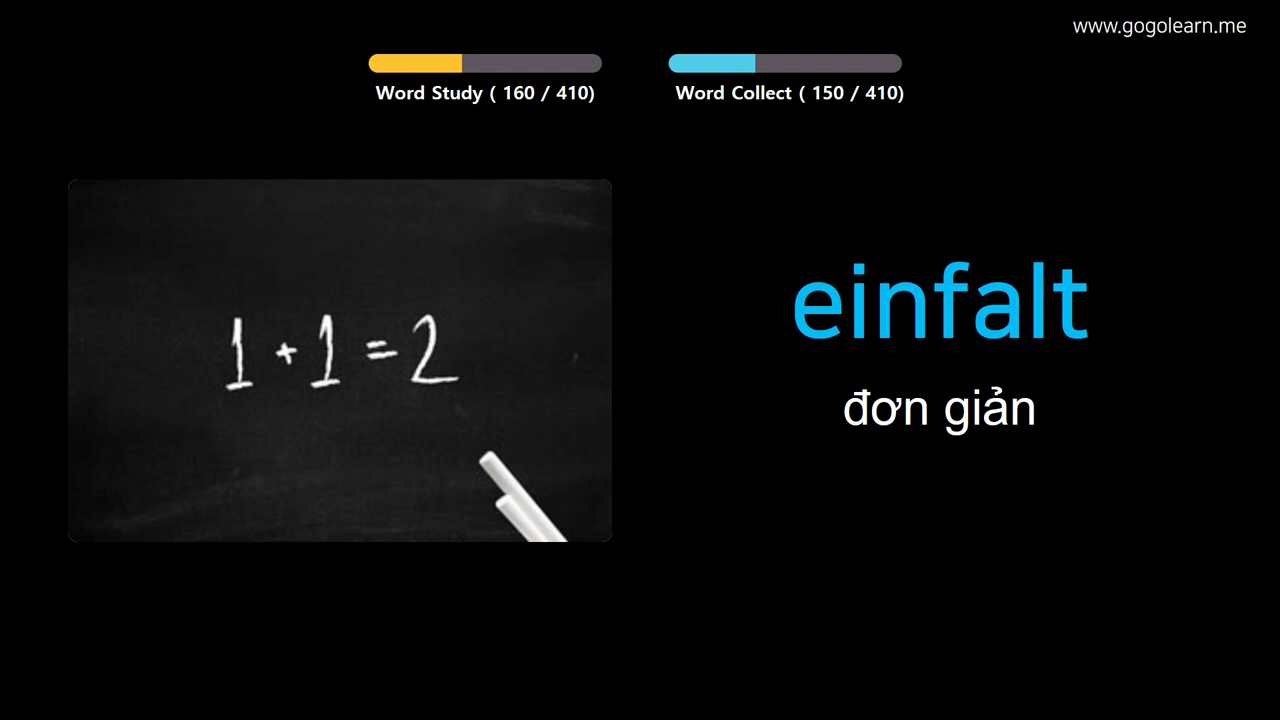 www.gogolearn.me
Word Study ( 160 / 410)
Word Collect ( 150 / 410)
1 + 1 = 2
einfalt
đơn giản